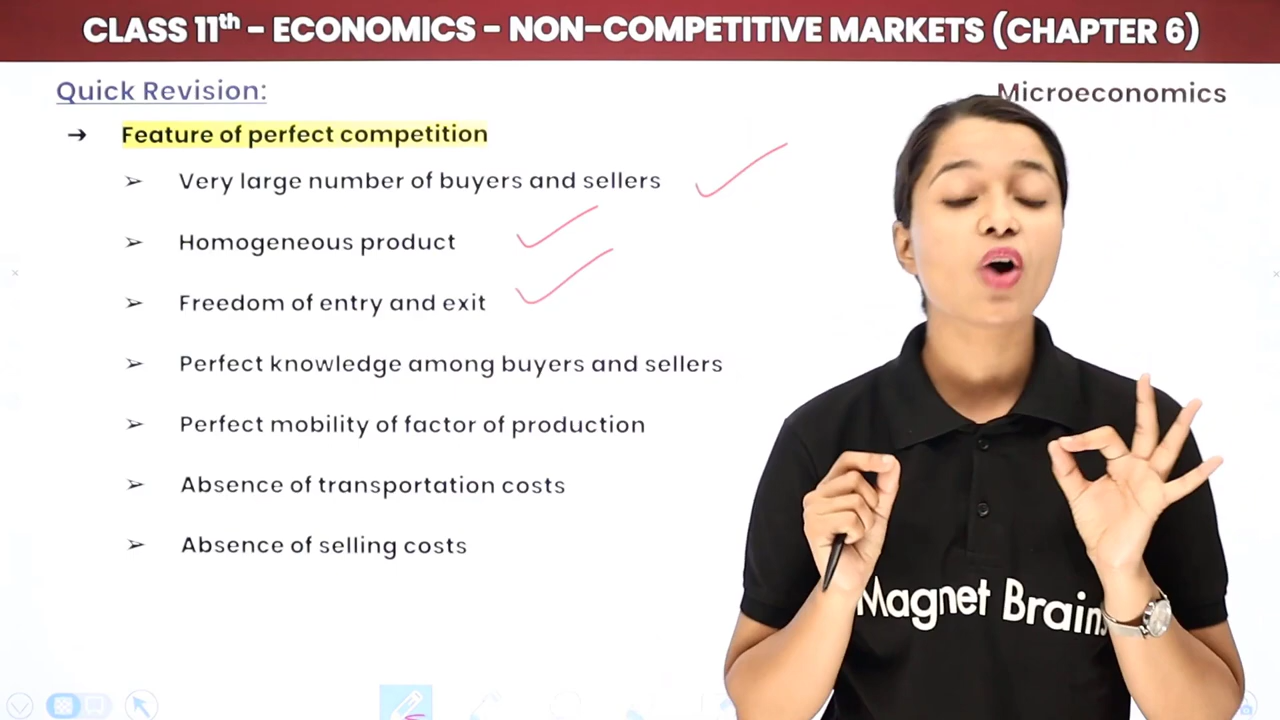 CLASS 11th - ECONOMICS - NON-COMPETITIVE MARKETS (CHAPTER 6)
Quick Revision:
Microeconomics
→ Feature of perfect competition
➢ Very large number of buyers and sellers
➢ Homogeneous product
➢ Freedom of entry and exit
➢ Perfect knowledge among buyers and sellers
➢ Perfect mobility of factor of production
➢ Absence of transportation costs
➢ Absence of selling costs
Magnet Brains